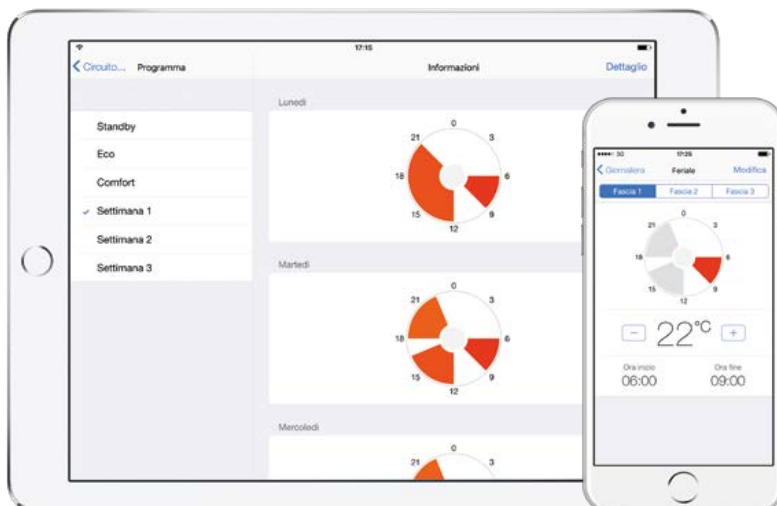 17:15
Circuito... Programma
Informazioni
Dettaglio
Standby
Eco
Comfort
Settimana 1
Settimana 2
Settimana 3
Lunedì
0
3
6
9
12
15
18
21
Martedì
0
3
6
9
12
15
18
21
Mercoledì
0
3
21
3G
17:25
Giornaliera Feriale Modifica
Fascia 1 Fascia 2 Fascia 3
0
3
6
9
12
15
18
21
− 22°C +
Ora inizio Ora fine
06:00 09:00